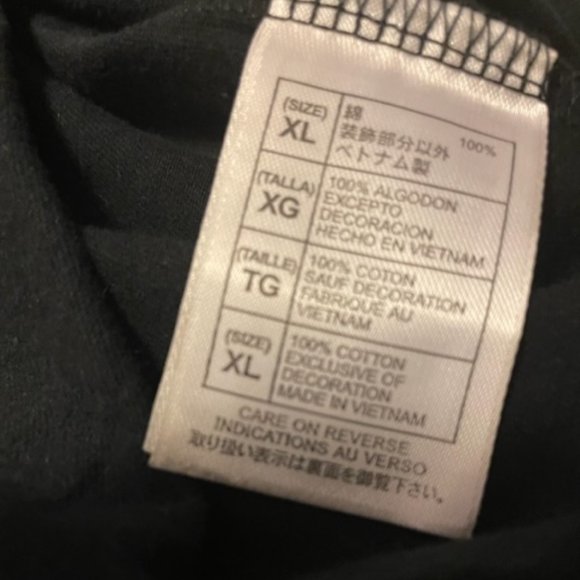 (SIZE)
XL
綿 100%
装飾部分以外
ベトナム製
(TALLA)
XG
100% ALGODON
EXCEPTO
DECORACION
HECHO EN VIETNAM
(TAILLE)
TG
100% COTON
SAUF DECORATION
FABRIQUE AU
VIETNAM
(SIZE)
XL
100% COTTON
EXCLUSIVE OF
DECORATION
MADE IN VIETNAM
CARE ON REVERSE
INDICATIONS AU VERSO
取り扱い表示は裏面を御覧下さい。